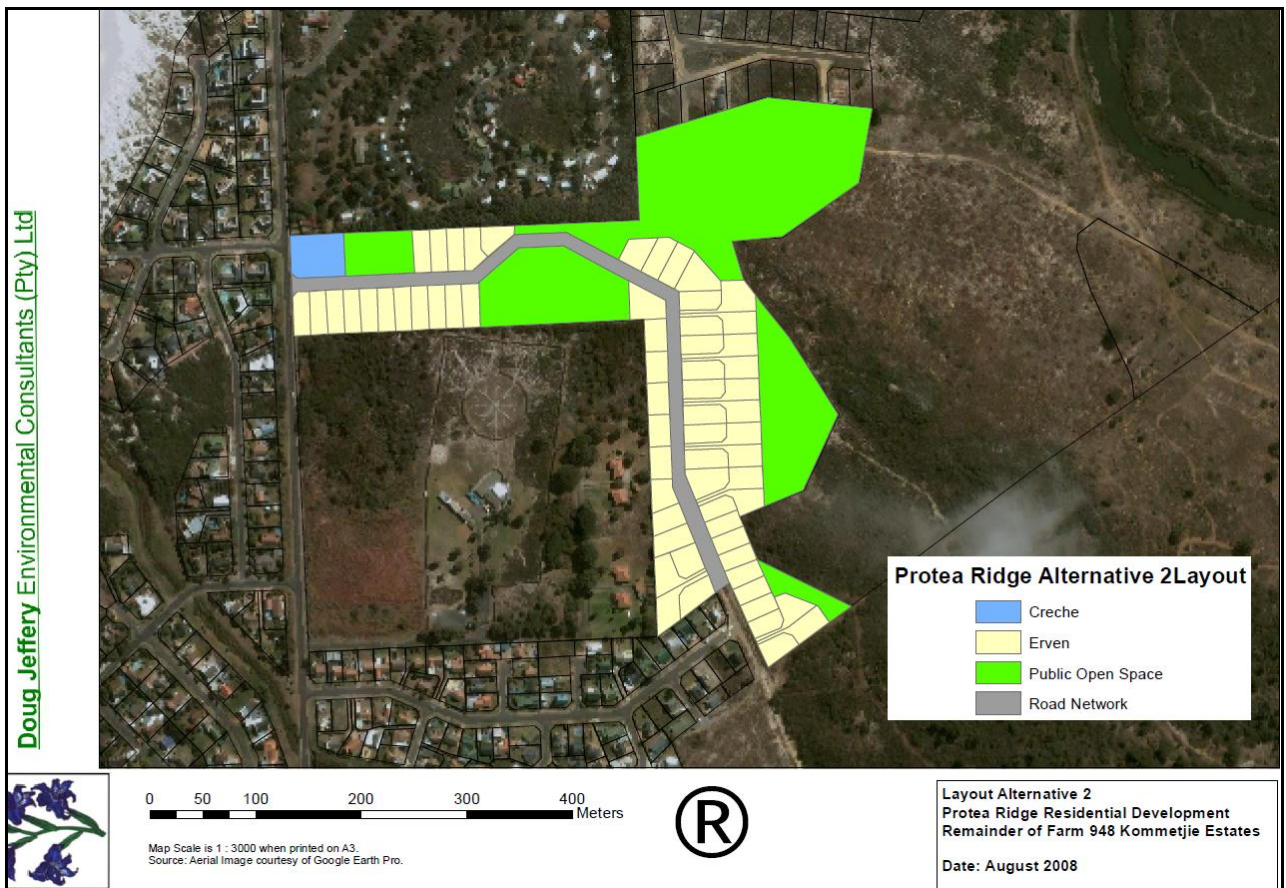 Doug Jeffery Environmental Consultants (Pty) Ltd
Protea Ridge Alternative 2Layout
Creche
Erven
Public Open Space
Road Network
0 50 100 200 300 400
Meters
Map Scale is 1 : 3000 when printed on A3.
Source: Aerial Image courtesy of Google Earth Pro.
®
Layout Alternative 2
Protea Ridge Residential Development
Remainder of Farm 948 Kommetjie Estates
Date: August 2008